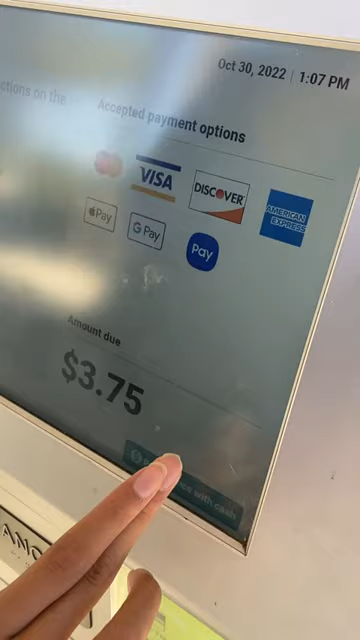 Oct 30, 2022 | 1:07 PM
on the
Accepted payment options
VISA
DISCOVER
AMERICAN
EXPRESS
Pay
G Pay
Pay
Amount due
$3.75
with cash